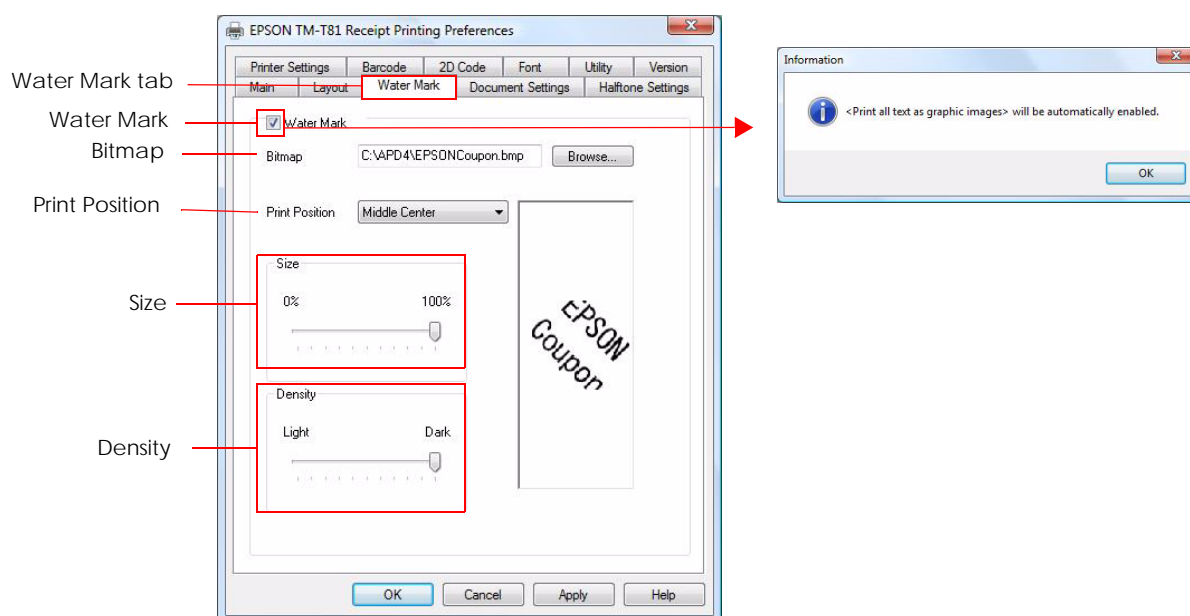 EPSON TM-T81 Receipt Printing Preferences
Printer Settings Barcode 2D Code Font Utility Version
Main Layout Water Mark Document Settings Halftone Settings
Water Mark tab
Water Mark
Water Mark
Bitmap
Bitmap C:\APD4\EPSONCoupon.bmp Browse...
Print Position
Print Position Middle Center
Size
Size
0% 100%
Density
Density
Light Dark
EPSON
Coupon
OK Cancel Apply Help
Information
<Print all text as graphic images> will be automatically enabled.
OK